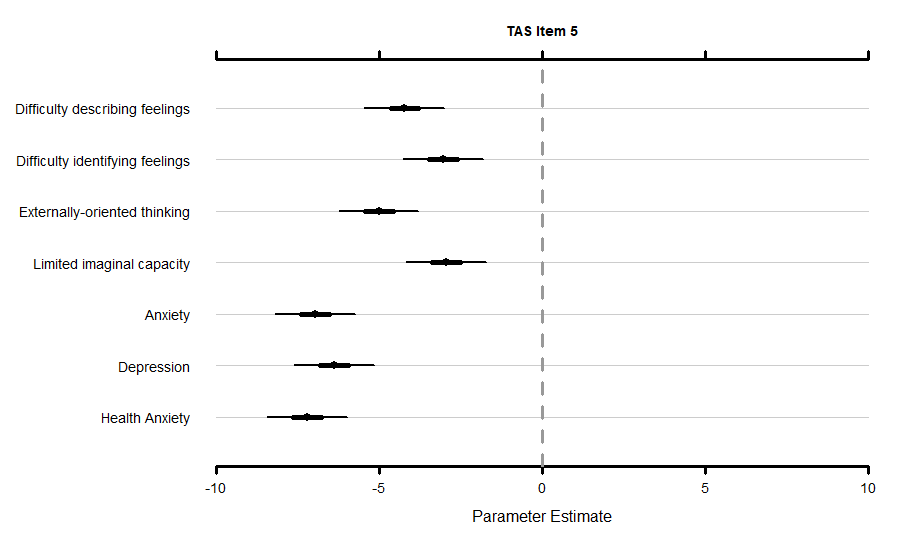 TAS Item 5
Difficulty describing feelings
Difficulty identifying feelings
Externally-oriented thinking
Limited imaginal capacity
Anxiety
Depression
Health Anxiety
-10 -5 0 5 10
Parameter Estimate